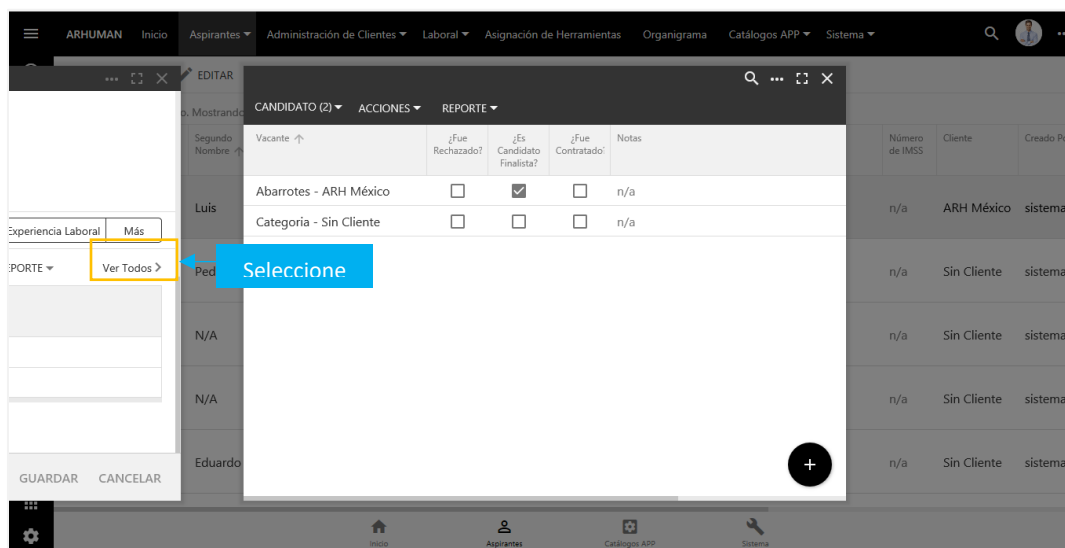 ARHUMAN Inicio Aspirantes Administración de Clientes Laboral Asignación de Herramientas Organigrama Catálogos APP Sistema
EDITAR
o. Mostrando
Segundo
Nombre
Número
de IMSS
Cliente
Creado Po
Luis n/a ARH México sistema
Ped n/a Sin Cliente sistema
N/A n/a Sin Cliente sistema
N/A n/a Sin Cliente sistema
Eduardo n/a Sin Cliente sistema
Experiencia Laboral Más
EPORTE Ver Todos
Seleccione
GUARDAR CANCELAR
CANDIDATO (2) ACCIONES REPORTE
Vacante
¿Fue
Rechazado?
¿Es
Candidato
Finalista?
¿Fue
Contratado?
Notas
Abarrotes - ARH México n/a
Categoria - Sin Cliente n/a
+
Inicio Aspirantes Catálogos APP Sistema